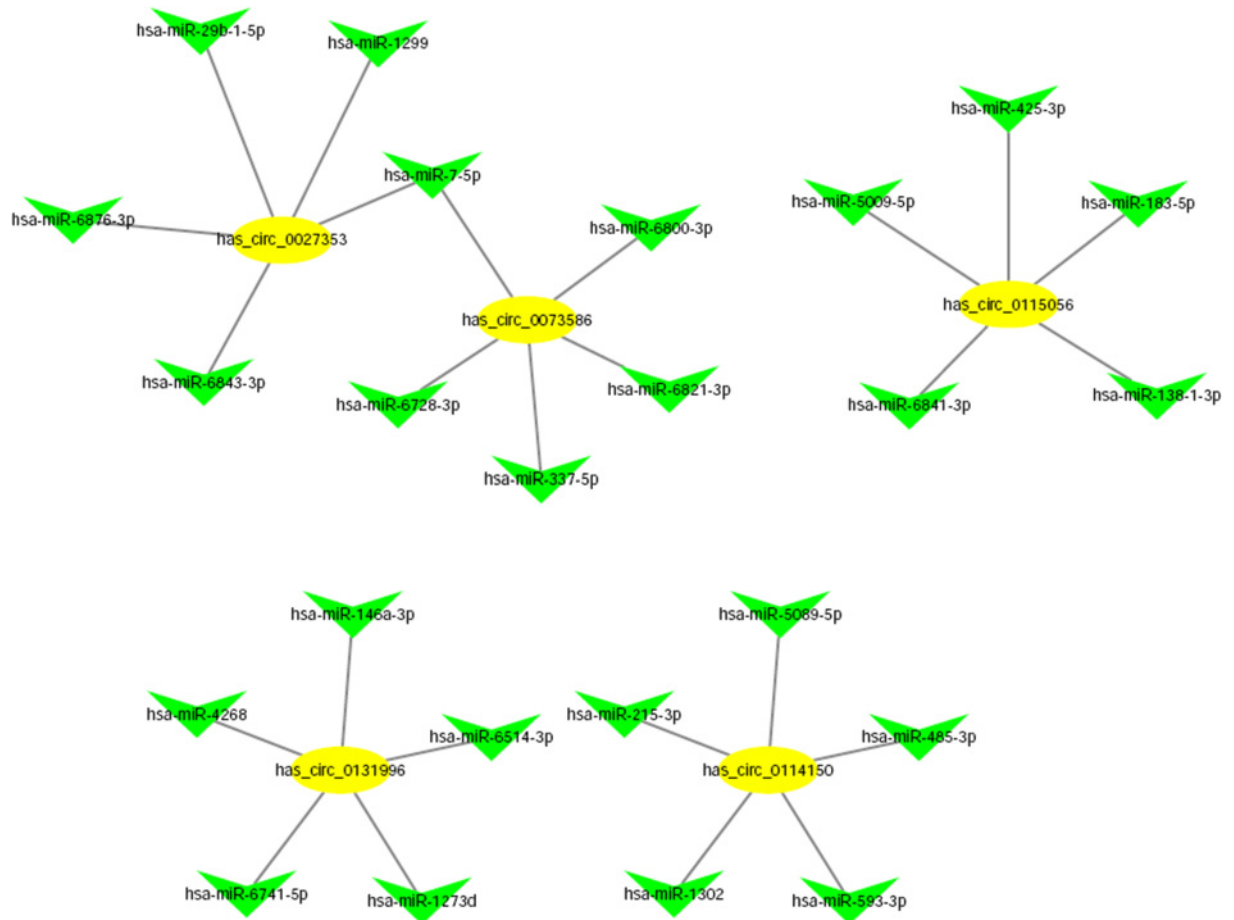 hsa-miR-29b-1-5p
hsa-miR-1299
hsa-miR-425-3p
hsa-miR-7-5p
hsa-miR-5009-5p
hsa-miR-183-5p
hsa-miR-6876-3p
hsa-miR-6800-3p
has_circ_0027353
has_circ_0115056
has_circ_0073586
hsa-miR-6843-3p
hsa-miR-6821-3p
hsa-miR-138-1-3p
hsa-miR-6728-3p
hsa-miR-6841-3p
hsa-miR-337-5p
hsa-miR-146a-3p
hsa-miR-5089-5p
hsa-miR-4268
hsa-miR-215-3p
hsa-miR-6514-3p
hsa-miR-485-3p
has_circ_0131996
has_circ_0114150
hsa-miR-6741-5p
hsa-miR-1273d
hsa-miR-1302
hsa-miR-593-3p